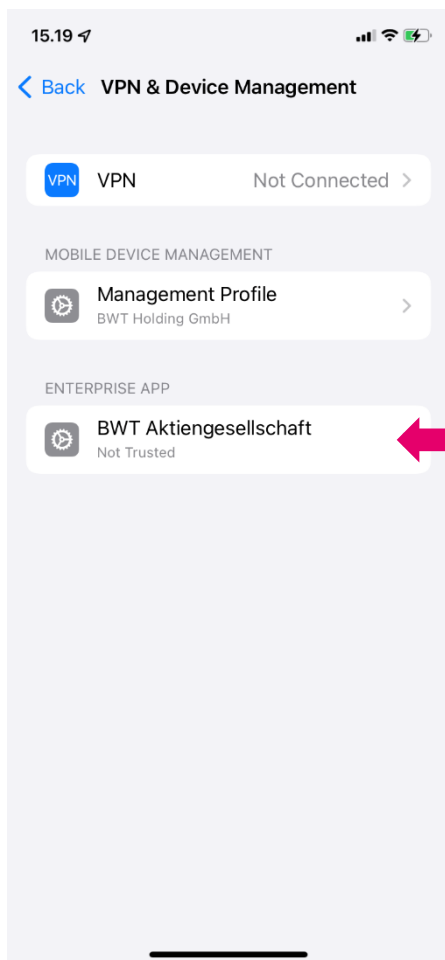 15.19
Back VPN & Device Management
VPN VPN Not Connected
MOBILE DEVICE MANAGEMENT
Management Profile
BWT Holding GmbH
ENTERPRISE APP
BWT Aktiengesellschaft
Not Trusted